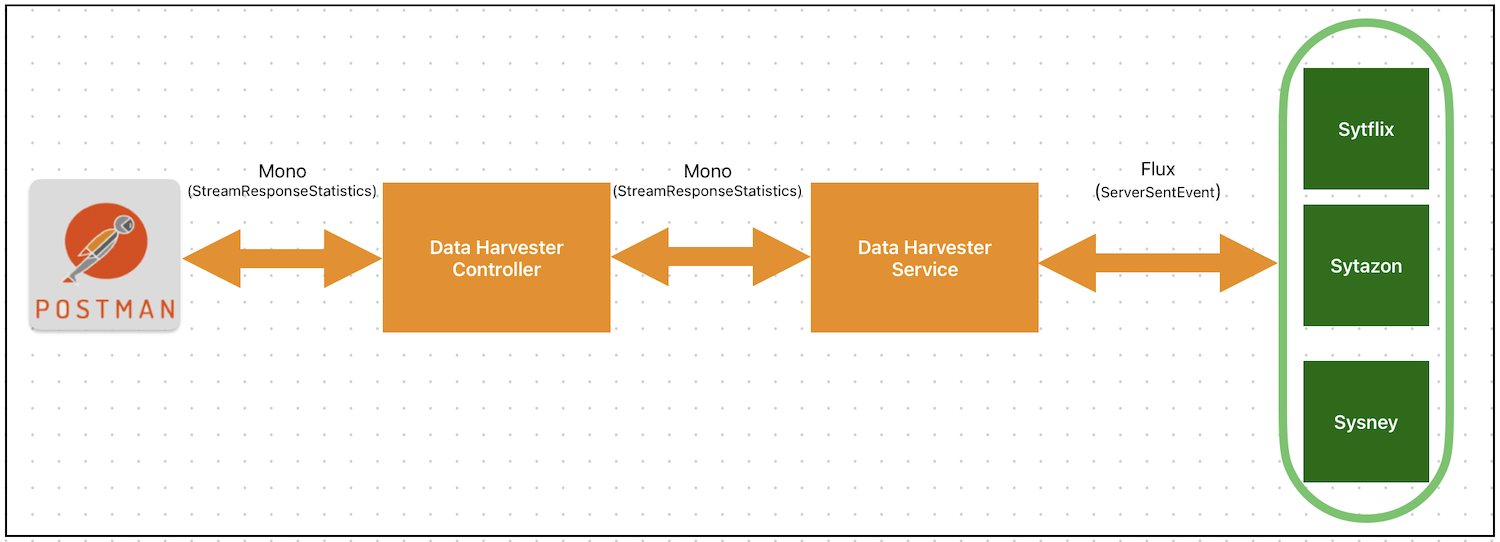 POSTMAN
Mono
(StreamResponseStatistics)
Data Harvester
Controller
Mono
(StreamResponseStatistics)
Data Harvester
Service
Flux
(ServerSentEvent)
Sytflix
Sytazon
Sysney